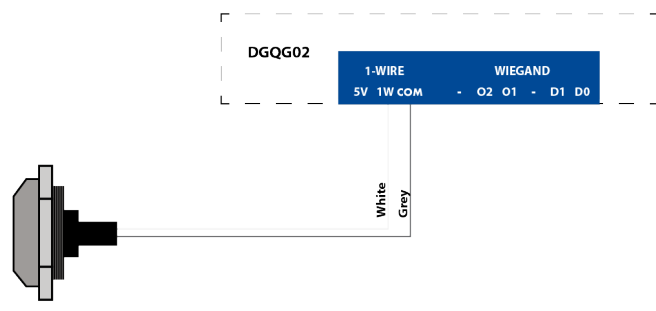 DGQG02
1-WIRE WIEGAND
5V 1W COM - O2 O1 - D1 D0
White
Grey